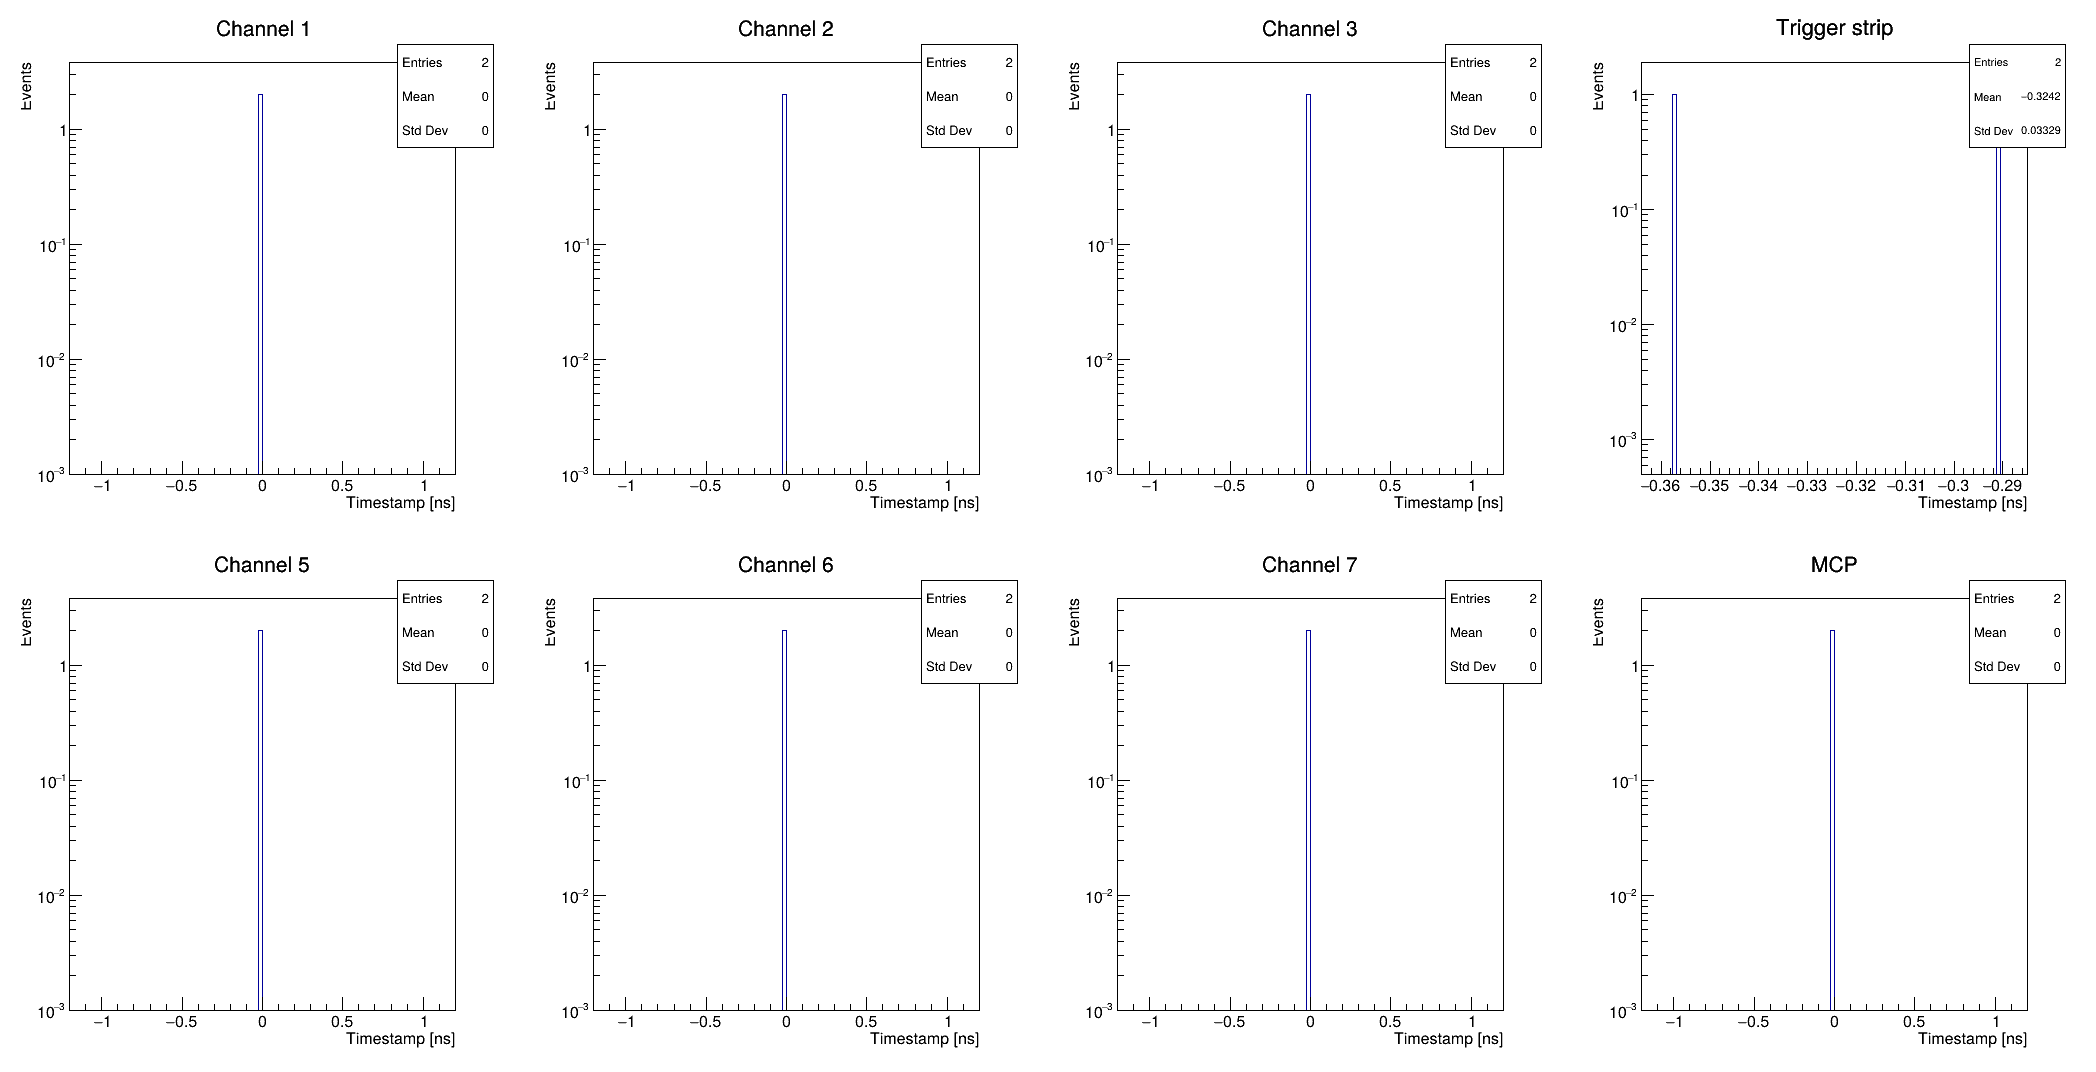 Channel 1
Events
Entries 2
Mean 0
Std Dev 0
1
10⁻¹
10⁻²
10⁻³
−1 −0.5 0 0.5 1
Timestamp [ns]
Channel 2
Events
Entries 2
Mean 0
Std Dev 0
1
10⁻¹
10⁻²
10⁻³
−1 −0.5 0 0.5 1
Timestamp [ns]
Channel 3
Events
Entries 2
Mean 0
Std Dev 0
1
10⁻¹
10⁻²
10⁻³
−1 −0.5 0 0.5 1
Timestamp [ns]
Trigger strip
Events
Entries 2
Mean −0.3242
Std Dev 0.03329
1
10⁻¹
10⁻²
10⁻³
−0.36 −0.35 −0.34 −0.33 −0.32 −0.31 −0.3 −0.29
Timestamp [ns]
Channel 5
Events
Entries 2
Mean 0
Std Dev 0
1
10⁻¹
10⁻²
10⁻³
−1 −0.5 0 0.5 1
Timestamp [ns]
Channel 6
Events
Entries 2
Mean 0
Std Dev 0
1
10⁻¹
10⁻²
10⁻³
−1 −0.5 0 0.5 1
Timestamp [ns]
Channel 7
Events
Entries 2
Mean 0
Std Dev 0
1
10⁻¹
10⁻²
10⁻³
−1 −0.5 0 0.5 1
Timestamp [ns]
MCP
Events
Entries 2
Mean 0
Std Dev 0
1
10⁻¹
10⁻²
10⁻³
−1 −0.5 0 0.5 1
Timestamp [ns]